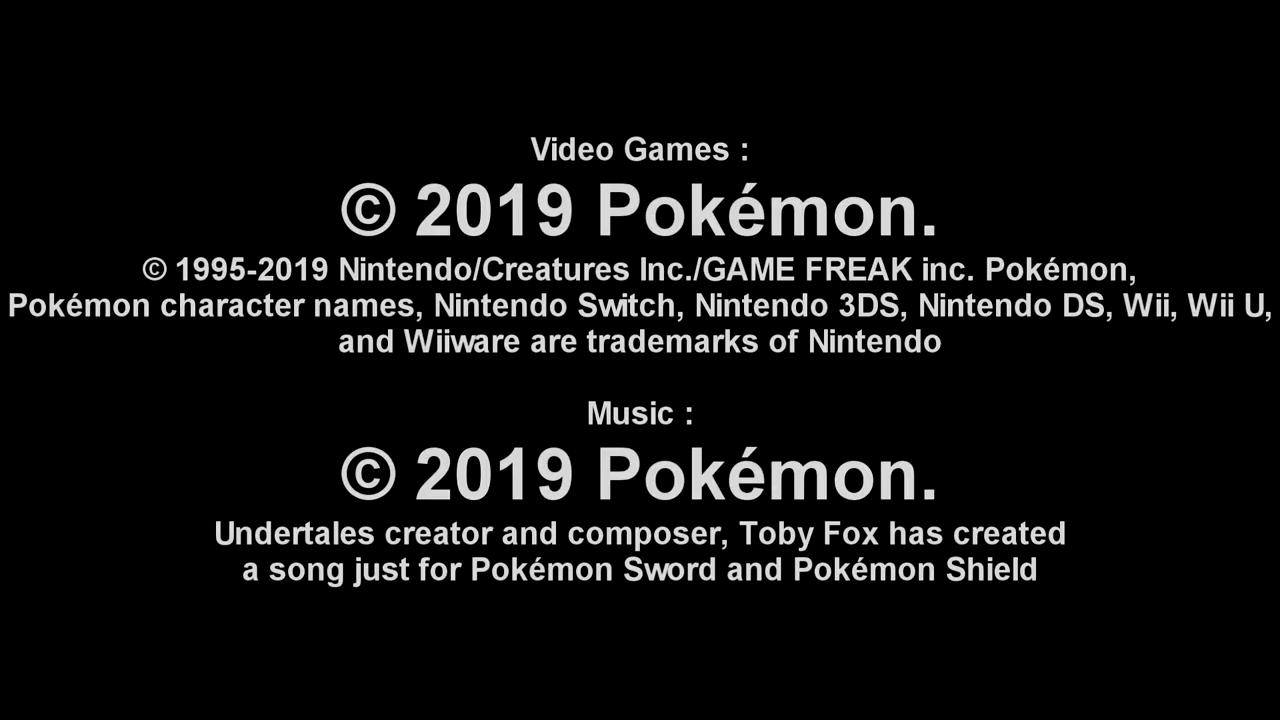 Video Games :
© 2019 Pokémon.
© 1995-2019 Nintendo/Creatures Inc./GAME FREAK inc. Pokémon,
Pokémon character names, Nintendo Switch, Nintendo 3DS, Nintendo DS, Wii, Wii U,
and Wiiware are trademarks of Nintendo
Music :
© 2019 Pokémon.
Undertales creator and composer, Toby Fox has created
a song just for Pokémon Sword and Pokémon Shield